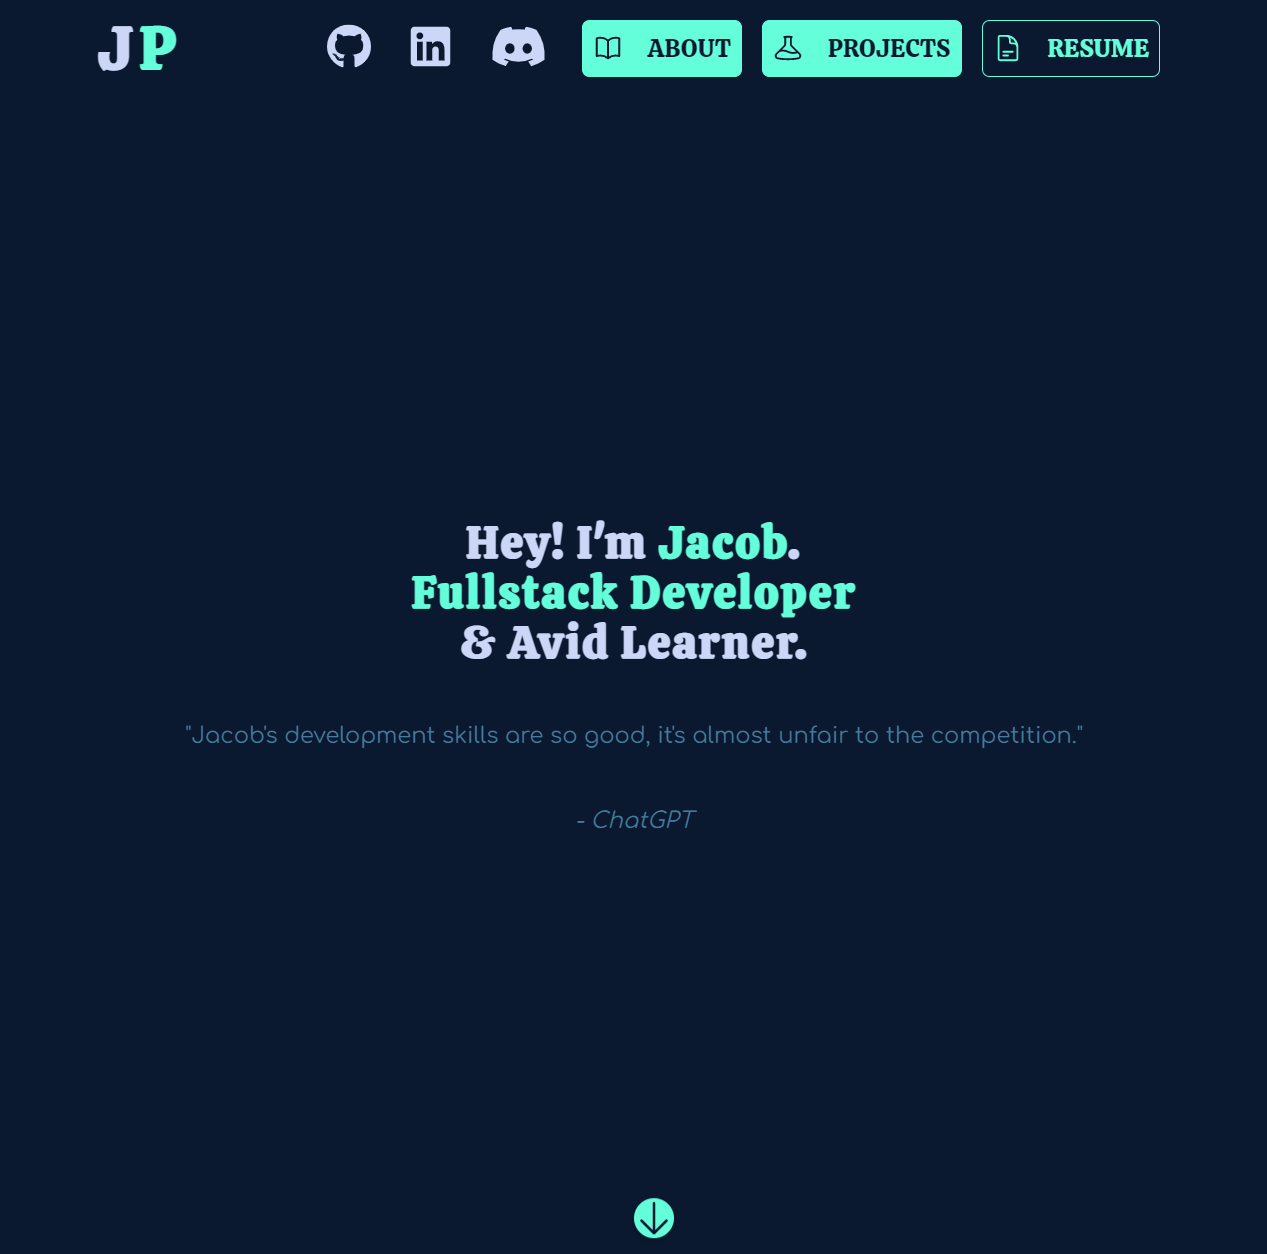 JP
in
ABOUT
PROJECTS
RESUME
Hey! I'm Jacob.
Fullstack Developer
& Avid Learner.
"Jacob's development skills are so good, it's almost unfair to the competition."
- ChatGPT